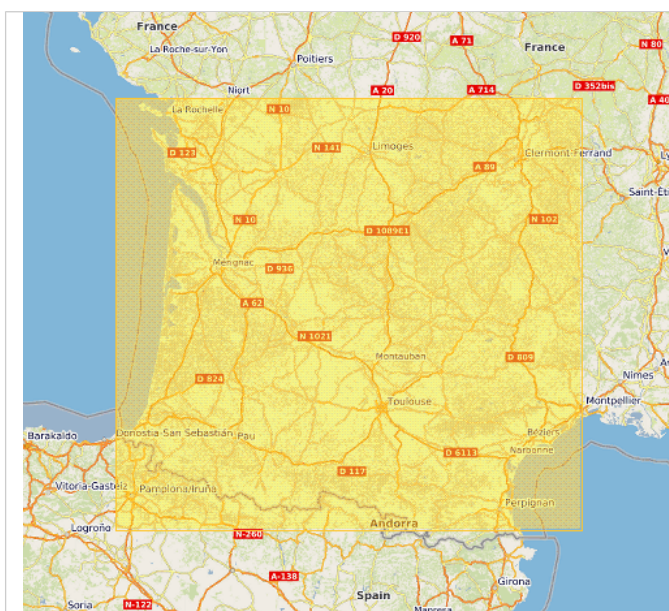 France
La Roche-sur-Yon
D 920
A 71
France
N 80
Poitiers
Niort
A 20
A 714
D 352bis
A 40
La Rochelle
N 10
D 123
N 141
Limoges
A 89
Clermont-Ferrand
Ly
Saint-Ét
N 10
D 1089E1
N 102
Mérignac
D 936
A 62
N 1021
Montauban
D 809
D 824
Nîmes
Toulouse
Montpellier
Barakaldo
Donostia-San Sebastián
Pau
D 6113
Béziers
Narbonne
D 117
Vitoria-Gasteiz
Pamplona/Iruña
Perpignan
Logroño
Andorra
N-260
A-138
Girona
Soria
N-122
Spain
Manresa